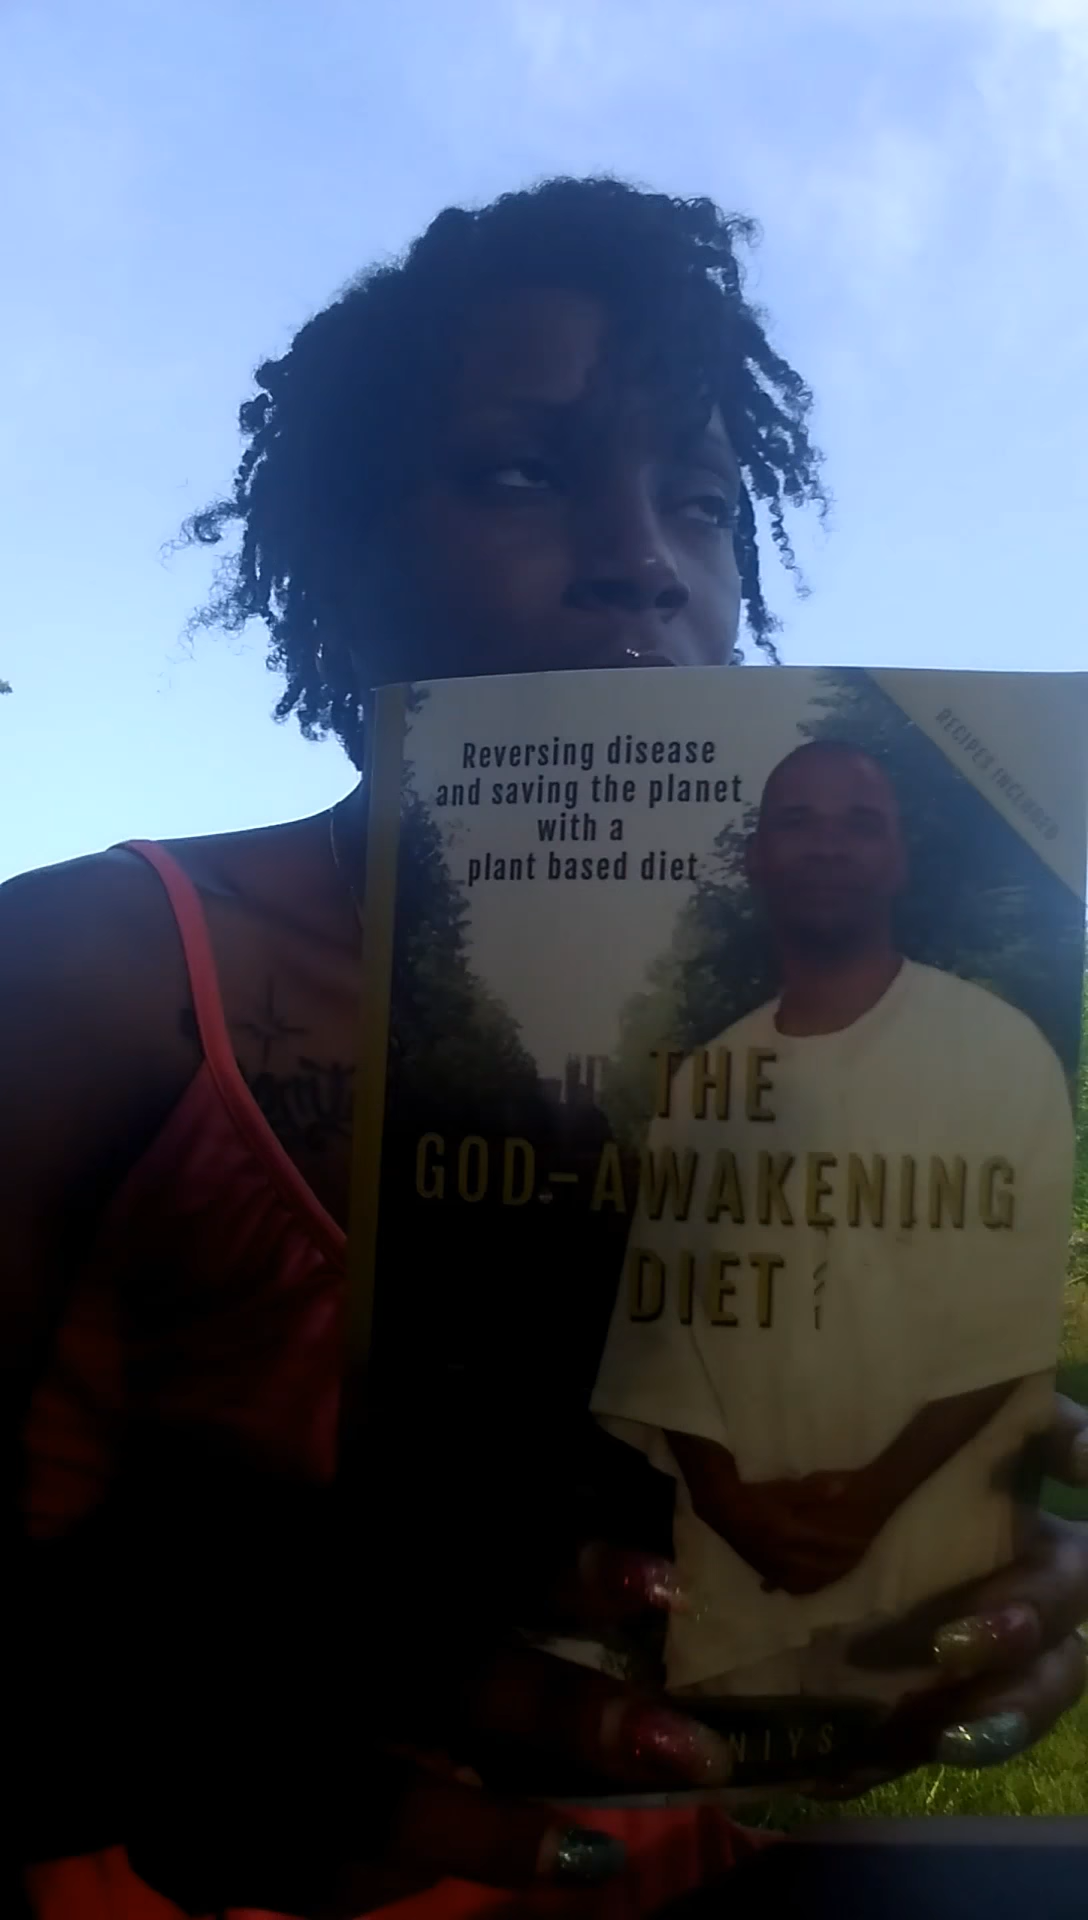 RECIPES INCLUDED
Reversing disease
and saving the planet
with a
plant based diet
THE
GOD-AWAKENING
DIET